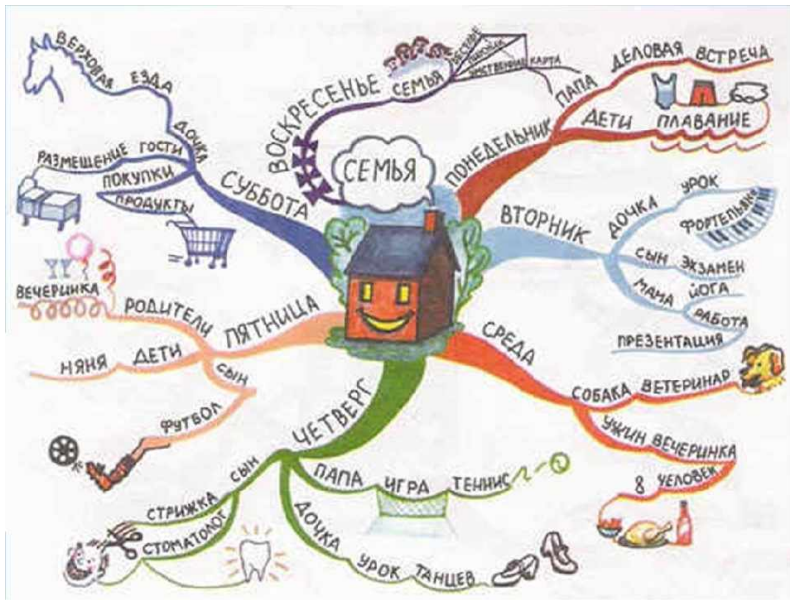 СЕМЬЯ
ПОНЕДЕЛЬНИК
ПАПА
ДЕЛОВАЯ ВСТРЕЧА
ДЕТИ ПЛАВАНИЕ
ВТОРНИК
ДОЧКА
УРОК
ФОРТЕПЬЯНО
СЫН ЭКЗАМЕН
МАМА ЙОГА
РАБОТА
ПРЕЗЕНТАЦИЯ
СРЕДА
СОБАКА ВЕТЕРИНАР
УЖИН ВЕЧЕРИНКА
8 ЧЕЛОВЕК
ЧЕТВЕРГ
ПАПА ИГРА ТЕННИС
ДОЧКА УРОК ТАНЦЕВ
СЫН
СТРИЖКА
СТОМАТОЛОГ
ПЯТНИЦА
РОДИТЕЛИ
ВЕЧЕРИНКА
ДЕТИ
НЯНЯ
СЫН
ФУТБОЛ
СУББОТА
ДОЧКА
ВЕРХОВАЯ ЕЗДА
ГОСТИ
РАЗМЕЩЕНИЕ
ПОКУПКИ
ПРОДУКТЫ
ВОСКРЕСЕНЬЕ
СЕМЬЯ
ПИКНИК
КАРТА